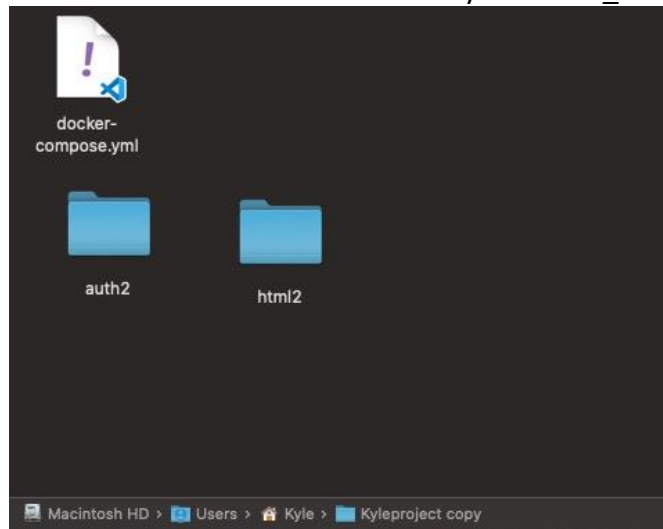 docker-
compose.yml
auth2
html2
Macintosh HD › Users › Kyle › Kyleproject copy